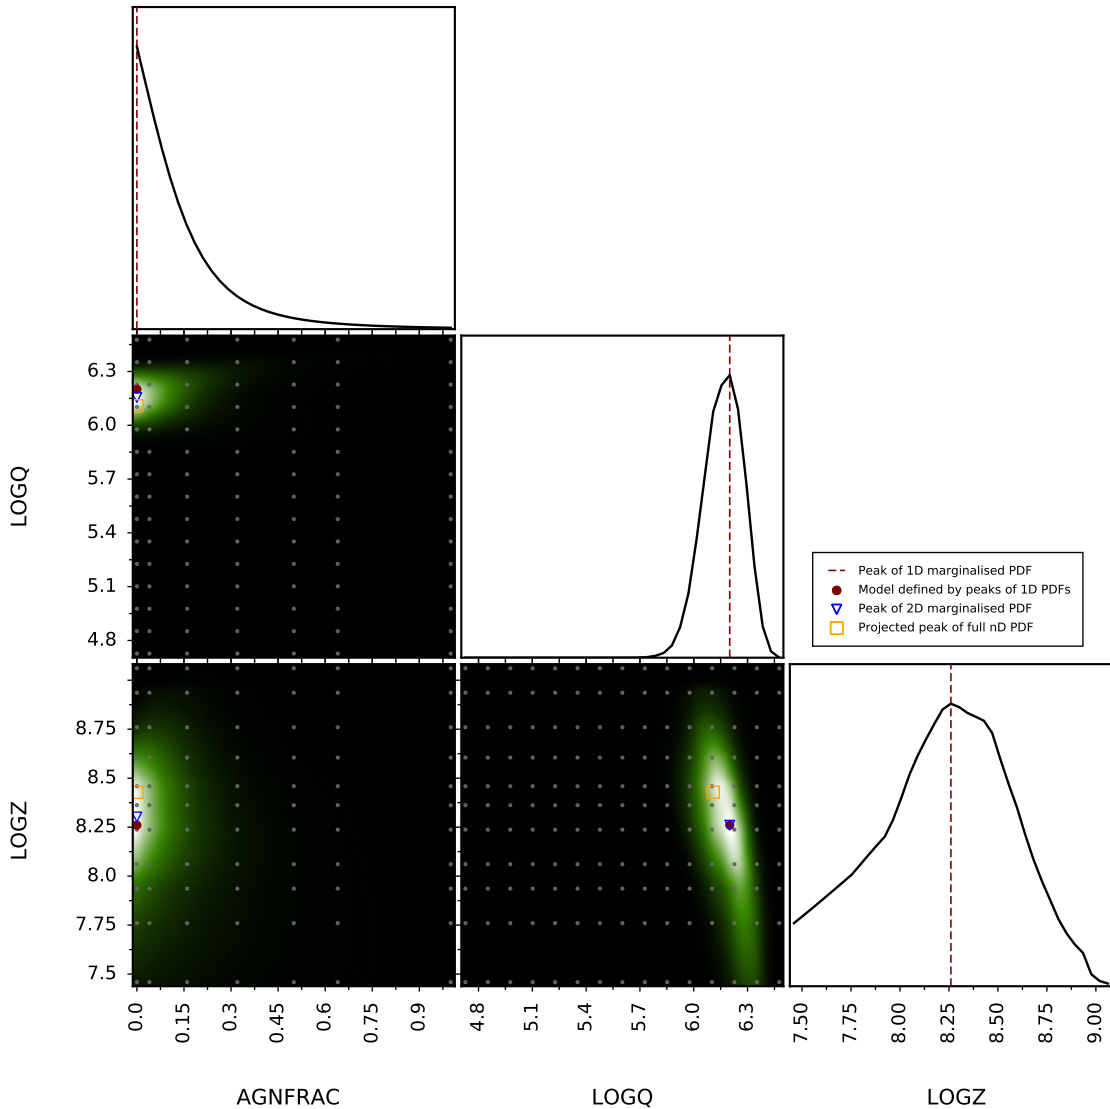 6.3
6.0
5.7
5.4
5.1
4.8
LOGQ
Peak of 1D marginalised PDF
Model defined by peaks of 1D PDFs
Peak of 2D marginalised PDF
Projected peak of full nD PDF
8.75
8.5
8.25
8.0
7.75
7.5
LOGZ
0.0 0.15 0.3 0.45 0.6 0.75 0.9
4.8 5.1 5.4 5.7 6.0 6.3
7.50 7.75 8.00 8.25 8.50 8.75 9.00
AGNFRAC
LOGQ
LOGZ